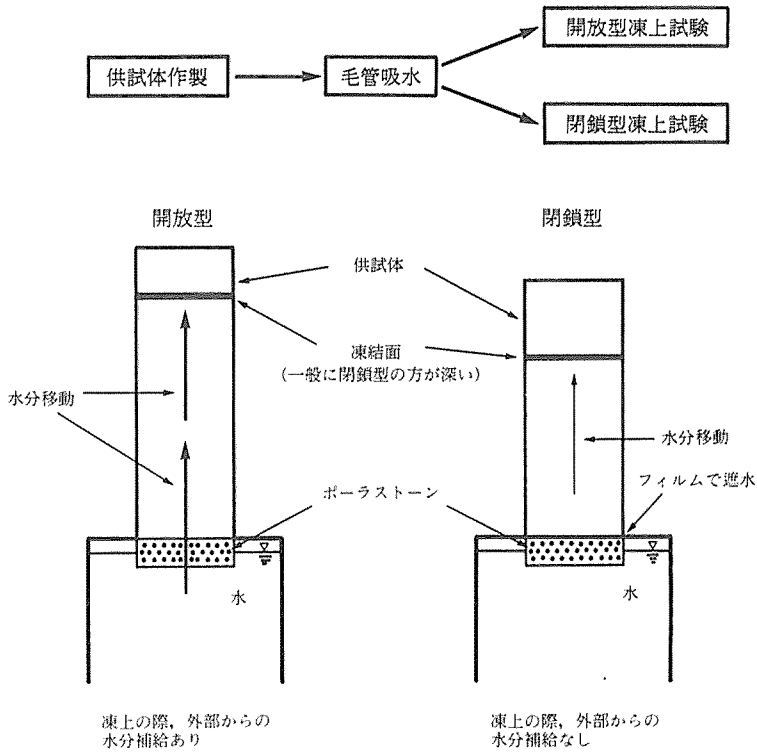 開放型凍上試験
供試体作製
毛管吸水
閉鎖型凍上試験
開放型
閉鎖型
供試体
凍結面
(一般に閉鎖型の方が深い)
水分移動
水分移動
フィルムで遮水
ポーラストーン
水
水
凍上の際，外部からの
水分補給あり
凍上の際，外部からの
水分補給なし